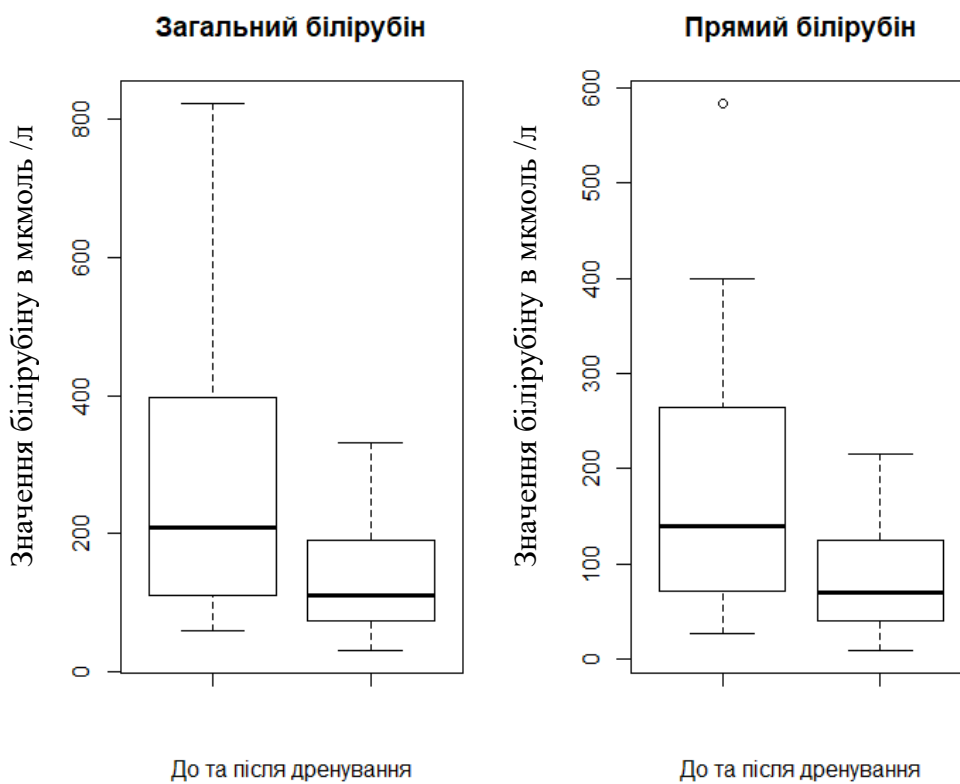 Загальний білірубін
Значення білірубіну в мкмоль /л
800
600
400
200
0
До та після дренування
Прямий білірубін
Значення білірубіну в мкмоль /л
600
500
400
300
200
100
0
До та після дренування